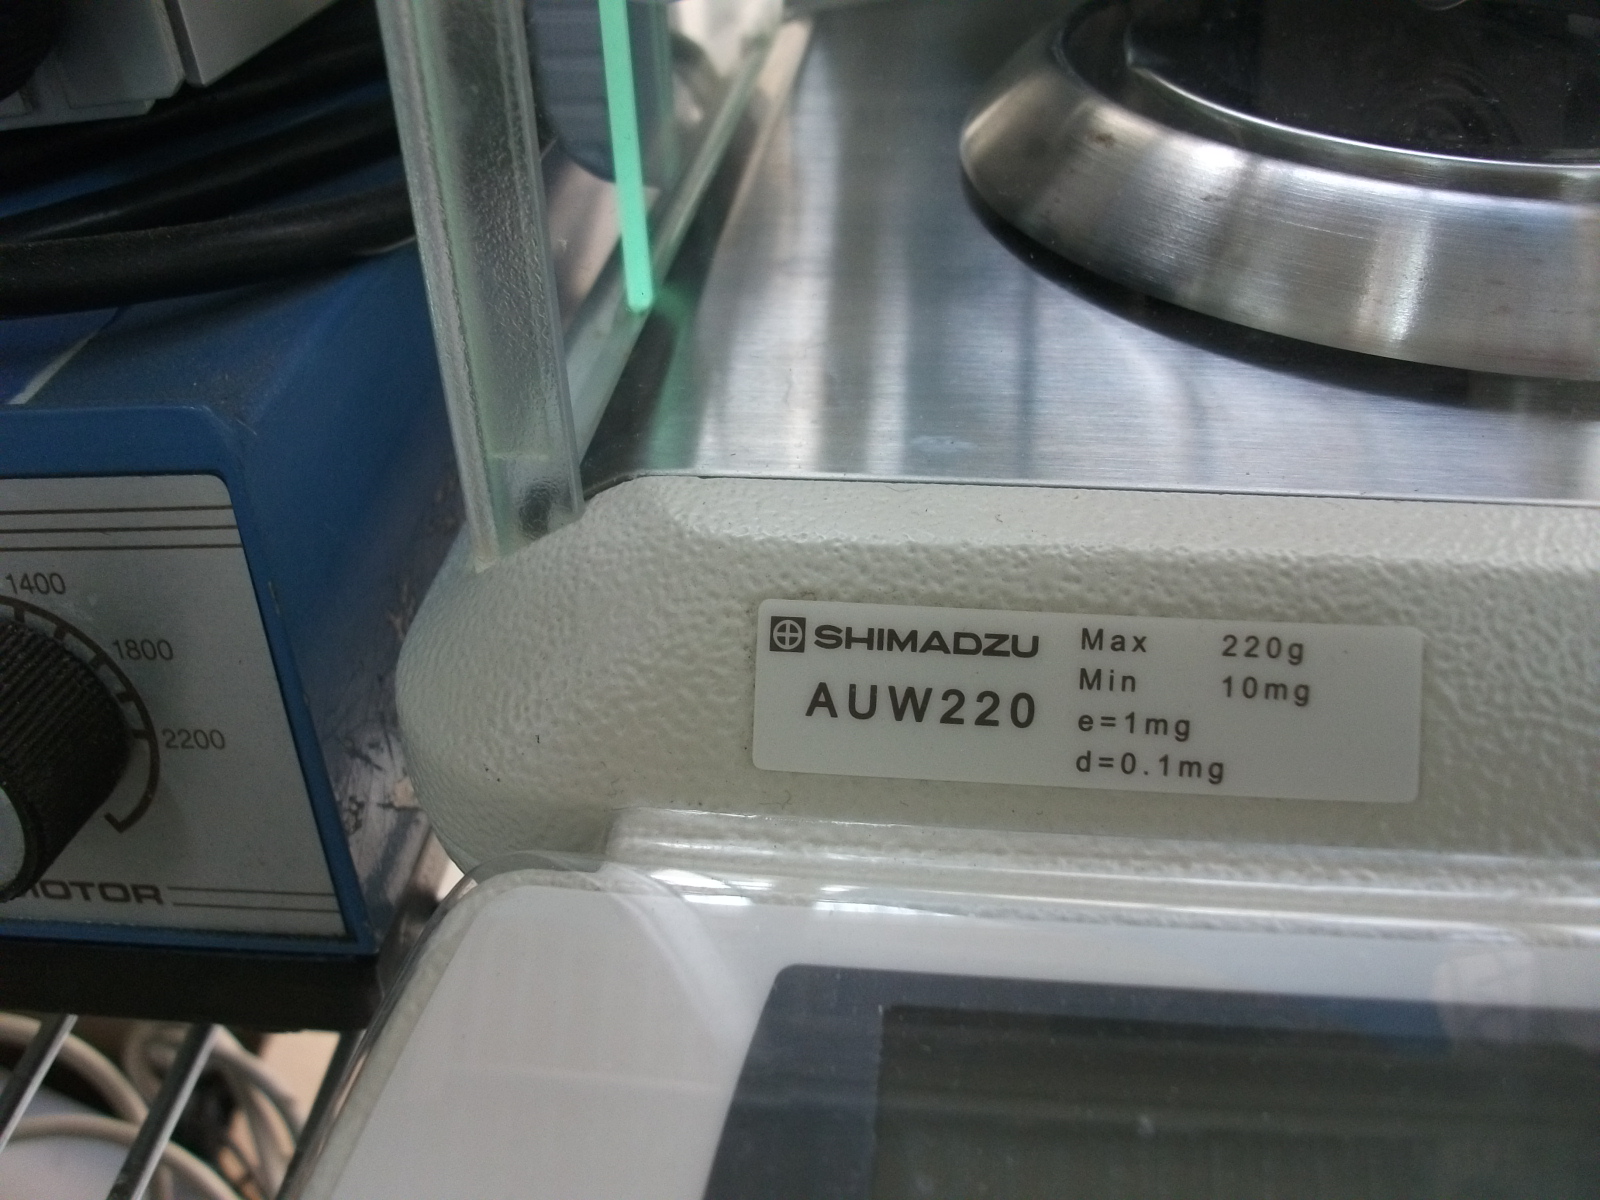 1400
1800
2200
MOTOR
SHIMADZU
AUW220
Max 220g
Min 10mg
e=1mg
d=0.1mg